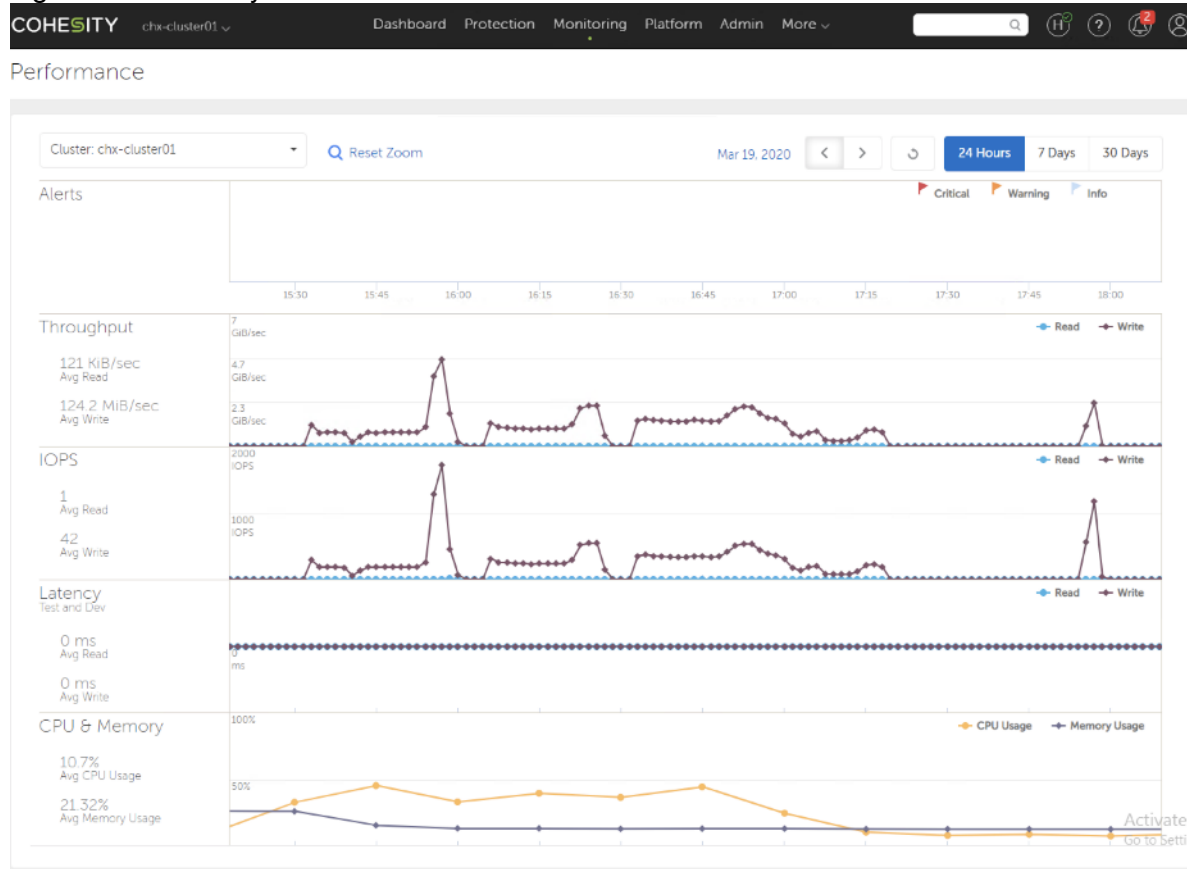 COHESITY chx-cluster01 Dashboard Protection Monitoring Platform Admin More H ? 2
Performance
Cluster: chx-cluster01 Reset Zoom Mar 19, 2020 < > 24 Hours 7 Days 30 Days
Alerts Critical Warning Info
15:30 15:45 16:00 16:15 16:30 16:45 17:00 17:15 17:30 17:45 18:00
Throughput 7 GiB/sec Read Write
121 KiB/sec
Avg Read
4.7 GiB/sec
124.2 MiB/sec
Avg Write
2.3 GiB/sec
IOPS 2000 IOPS Read Write
1
Avg Read
1000 IOPS
42
Avg Write
Latency Read Write
Test and Dev
0 ms
Avg Read
0 ms
0 ms
Avg Write
CPU & Memory 100% CPU Usage Memory Usage
10.7%
Avg CPU Usage
50%
21.32%
Avg Memory Usage
Activate
Go to Setti